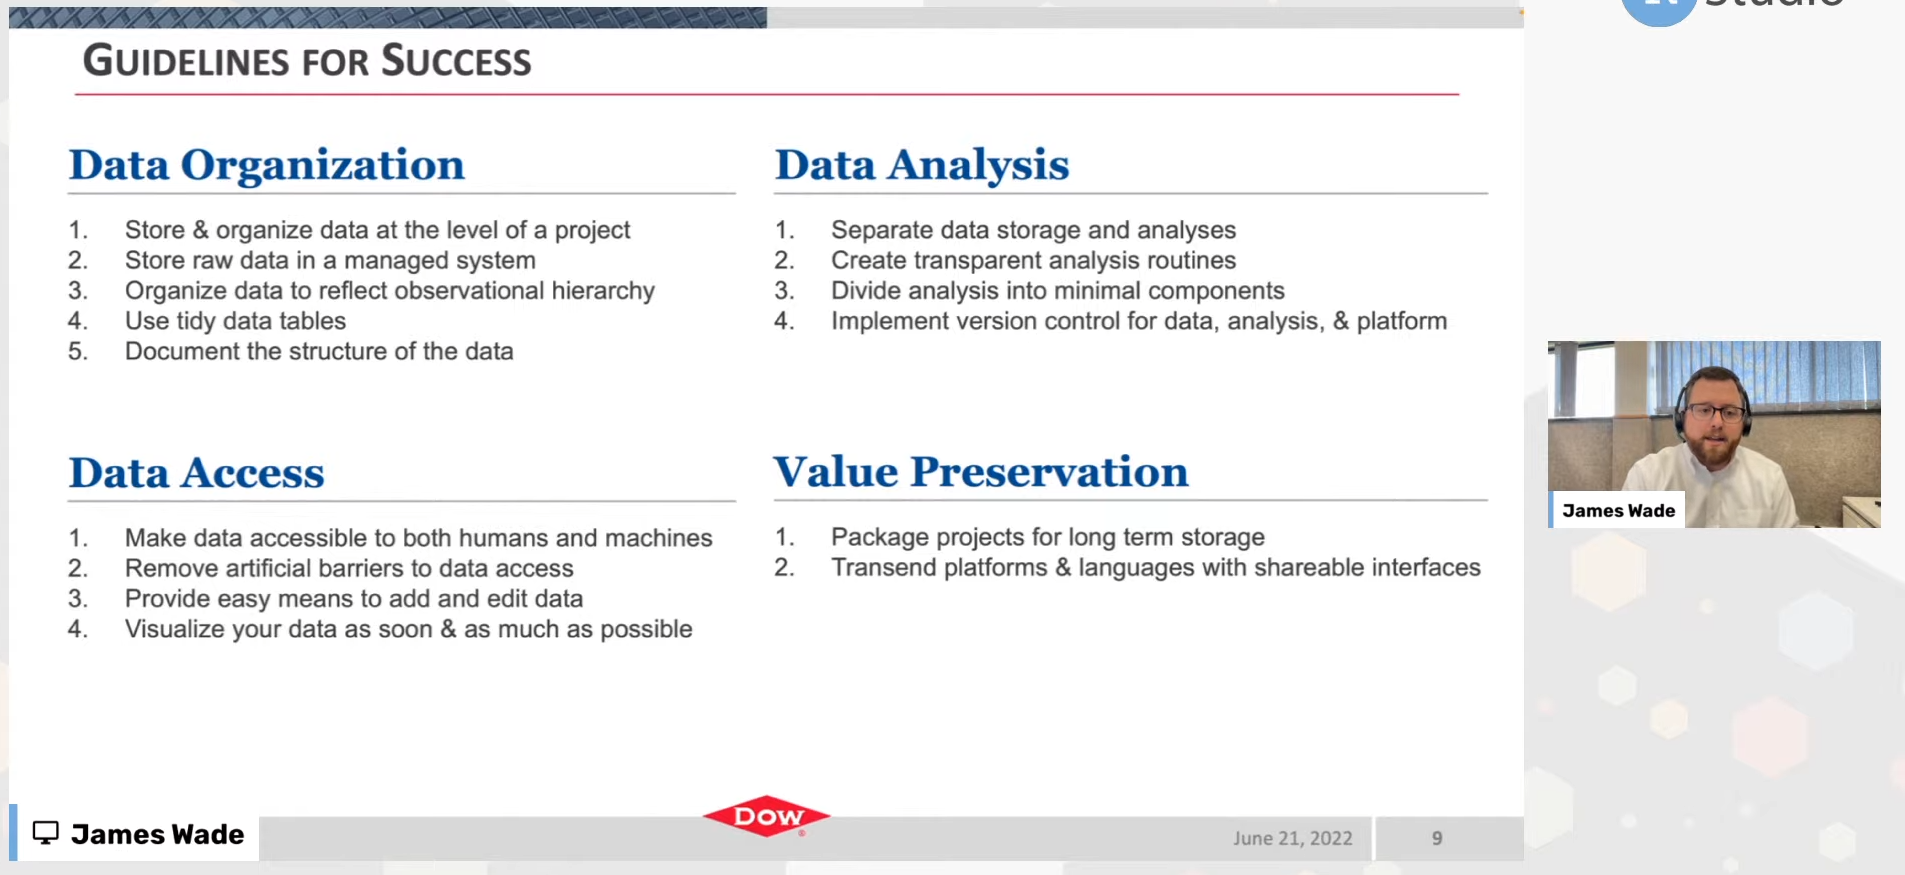 GUIDELINES FOR SUCCESS
Data Organization
1. Store & organize data at the level of a project
2. Store raw data in a managed system
3. Organize data to reflect observational hierarchy
4. Use tidy data tables
5. Document the structure of the data
Data Analysis
1. Separate data storage and analyses
2. Create transparent analysis routines
3. Divide analysis into minimal components
4. Implement version control for data, analysis, & platform
Data Access
1. Make data accessible to both humans and machines
2. Remove artificial barriers to data access
3. Provide easy means to add and edit data
4. Visualize your data as soon & as much as possible
Value Preservation
1. Package projects for long term storage
2. Transend platforms & languages with shareable interfaces
James Wade
DOW
®
June 21, 2022
9
Studio
James Wade